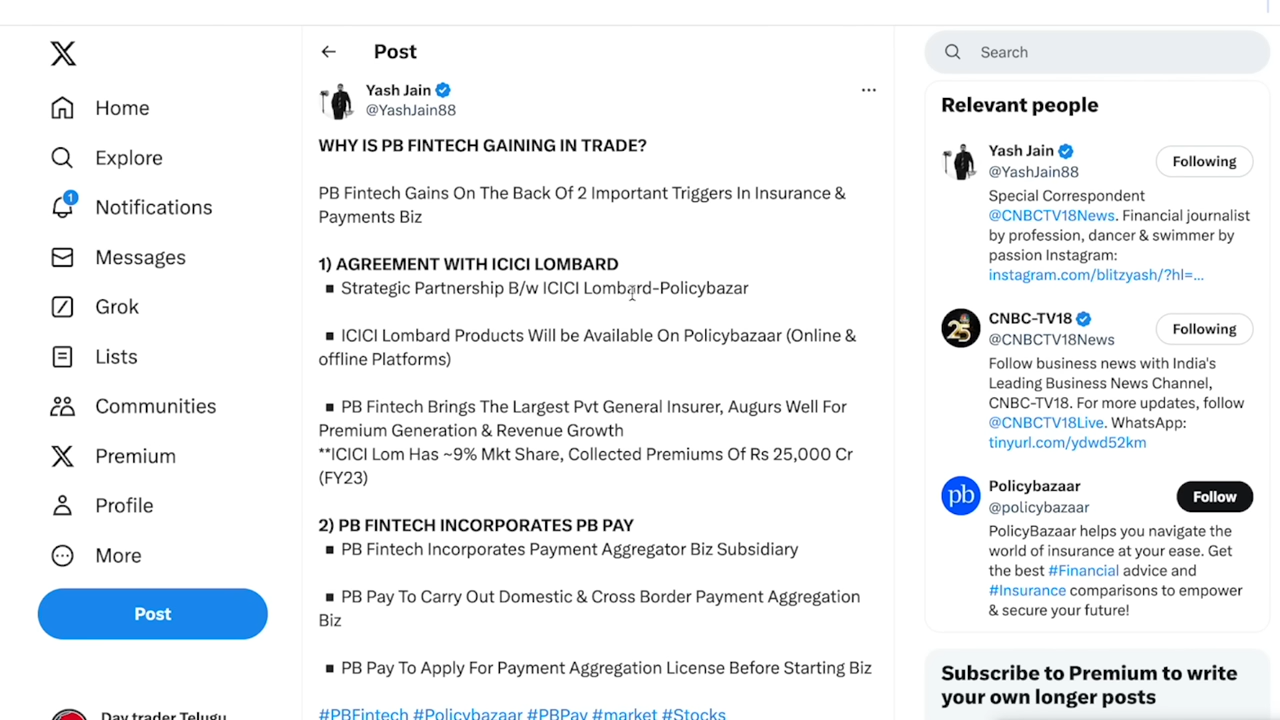 Home
Explore
1
Notifications
Messages
Grok
Lists
Communities
Premium
Profile
More
Post
Day trader Telugu
Post
Yash Jain
@YashJain88
WHY IS PB FINTECH GAINING IN TRADE?
PB Fintech Gains On The Back Of 2 Important Triggers In Insurance &
Payments Biz
1) AGREEMENT WITH ICICI LOMBARD
▪ Strategic Partnership B/w ICICI Lombard-Policybazar
▪ ICICI Lombard Products Will be Available On Policybazaar (Online &
offline Platforms)
▪ PB Fintech Brings The Largest Pvt General Insurer, Augurs Well For
Premium Generation & Revenue Growth
**ICICI Lom Has ~9% Mkt Share, Collected Premiums Of Rs 25,000 Cr
(FY23)
2) PB FINTECH INCORPORATES PB PAY
▪ PB Fintech Incorporates Payment Aggregator Biz Subsidiary
▪ PB Pay To Carry Out Domestic & Cross Border Payment Aggregation
Biz
▪ PB Pay To Apply For Payment Aggregation License Before Starting Biz
#PBFintech #Policybazaar #PBPay #market #Stocks
Search
Relevant people
Yash Jain
@YashJain88
Following
Special Correspondent
@CNBCTV18News. Financial journalist
by profession, dancer & swimmer by
passion Instagram:
instagram.com/blitzyash/?hl=...
25
CNBC-TV18
@CNBCTV18News
Following
Follow business news with India's
Leading Business News Channel,
CNBC-TV18. For more updates, follow
@CNBCTV18Live. WhatsApp:
tinyurl.com/ydwd52km
pb
Policybazaar
@policybazaar
Follow
PolicyBazaar helps you navigate the
world of insurance at your ease. Get
the best #Financial advice and
#Insurance comparisons to empower
& secure your future!
Subscribe to Premium to write
your own longer posts